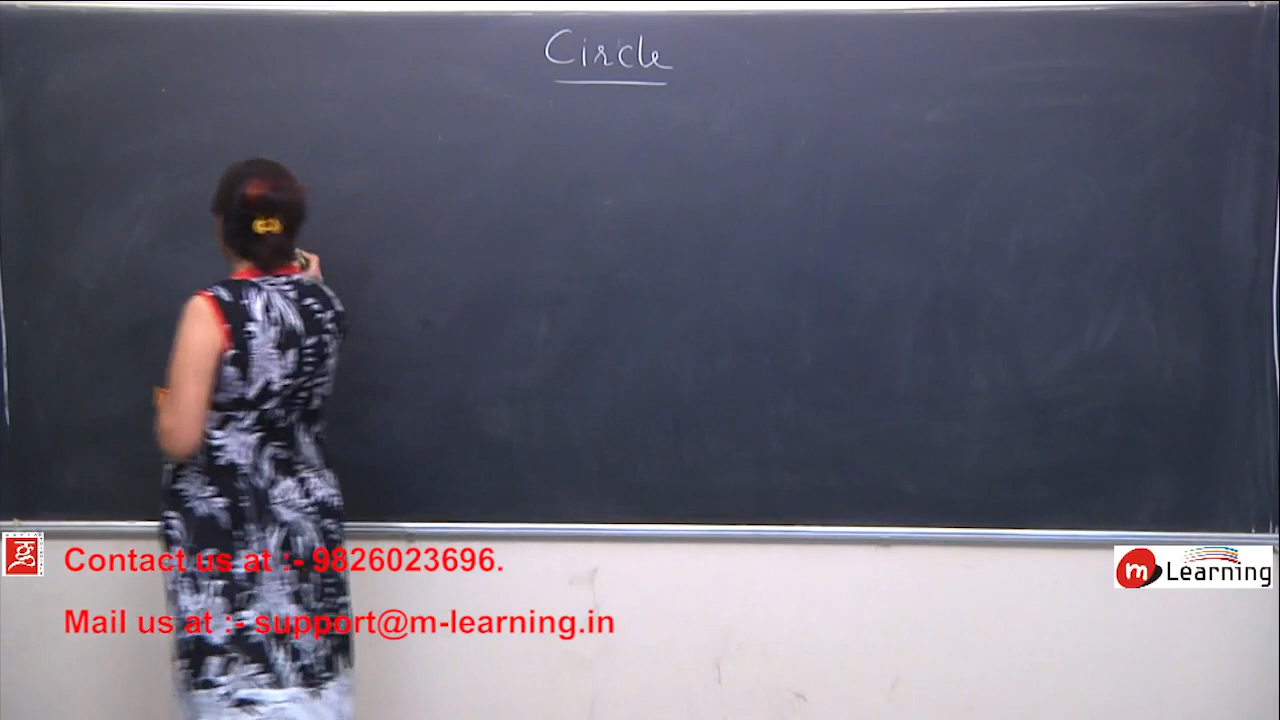 Circle
Contact us at :- 9826023696.
Mail us at :- support@m-learning.in
m Learning